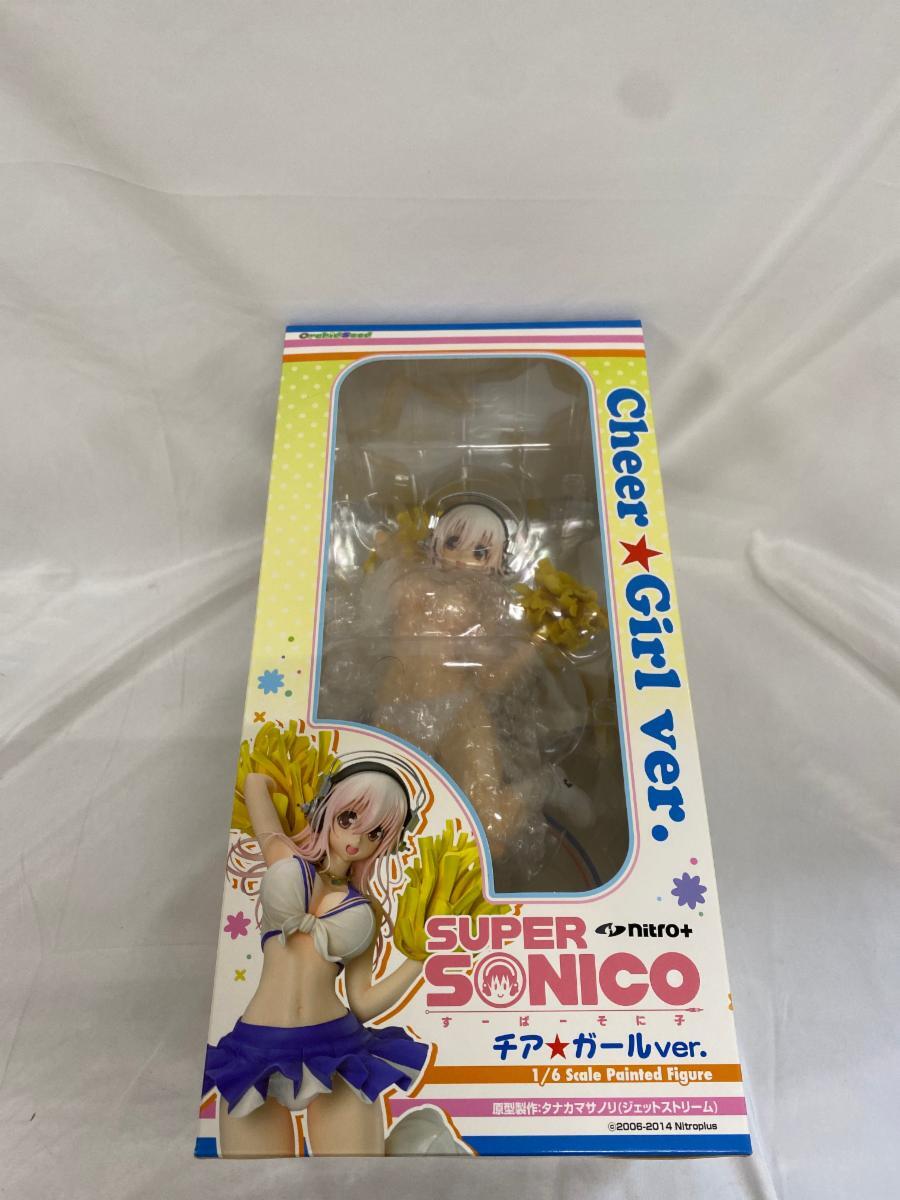 OrchidSeed
Cheer★Girl ver.
nitro+
SUPER
SONICO
すーぱーそに子
チア★ガールver.
1/6 Scale Painted Figure
原型製作:タナカマサノリ(ジェットストリーム)
©2006-2014 Nitroplus